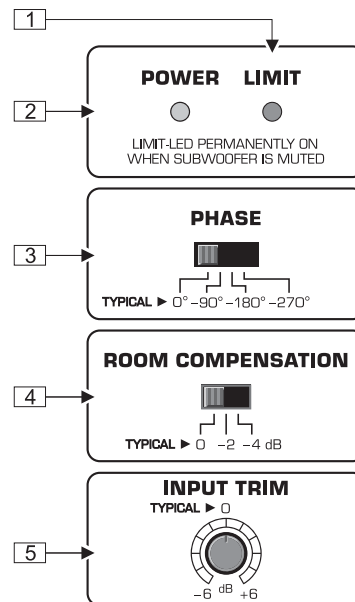 1
POWER LIMIT
2
LIMIT-LED PERMANENTLY ON
WHEN SUBWOOFER IS MUTED
PHASE
3
TYPICAL ► 0° -90° -180° -270°
ROOM COMPENSATION
4
TYPICAL ► 0 -2 -4 dB
INPUT TRIM
TYPICAL ► 0
5
-6 dB +6